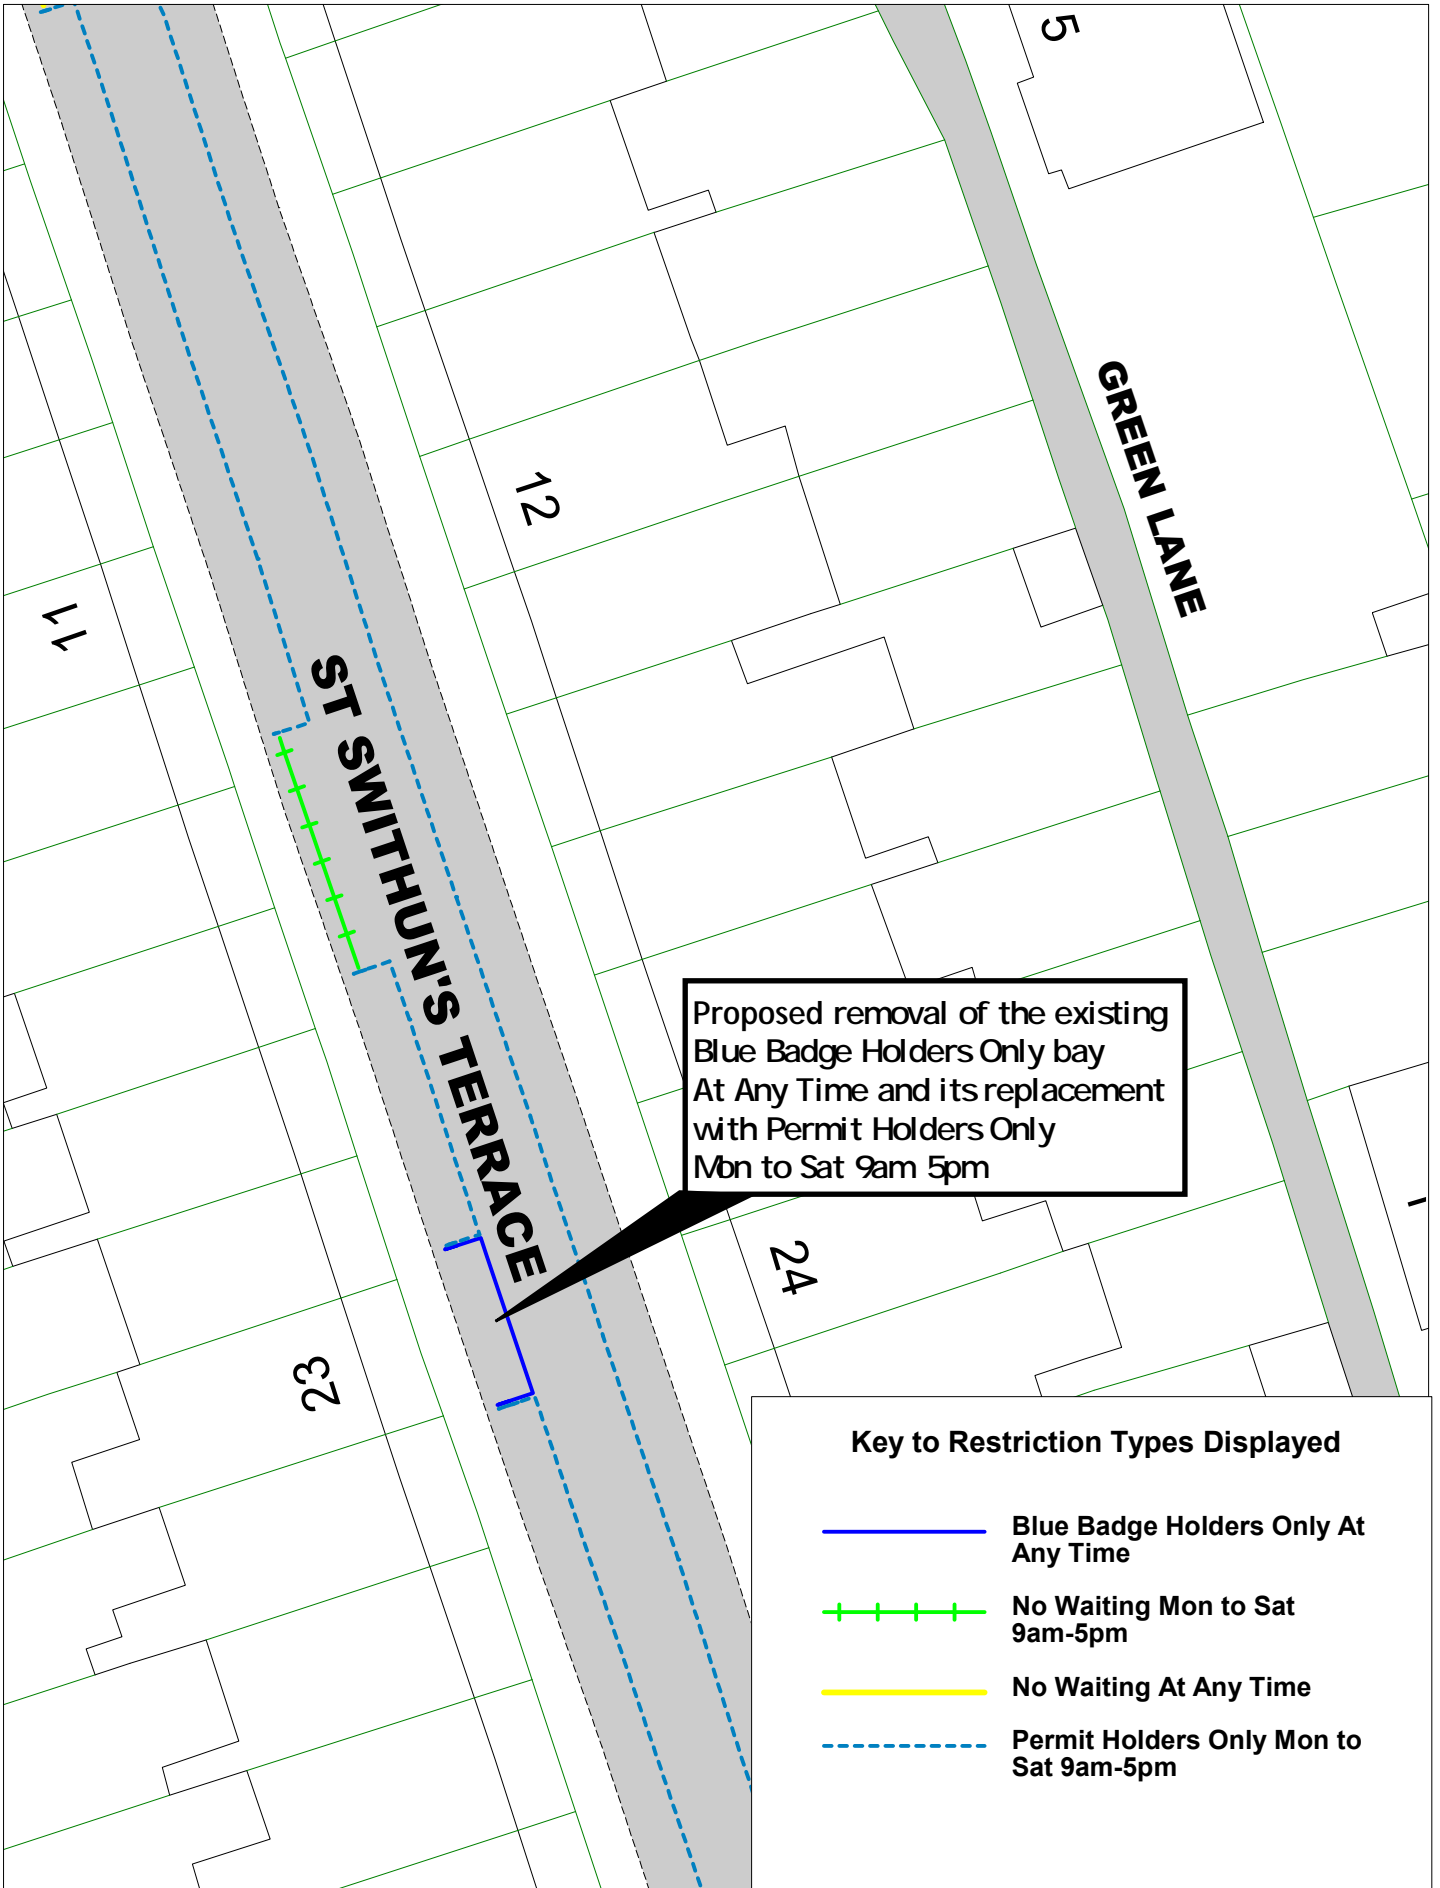 5
GREEN LANE
12
11
ST SWITHUN'S TERRACE
Proposed removal of the existing
Blue Badge Holders Only bay
At Any Time and its replacement
with Permit Holders Only
Mon to Sat 9am 5pm
24
23
Key to Restriction Types Displayed
Blue Badge Holders Only At
Any Time
No Waiting Mon to Sat
9am-5pm
No Waiting At Any Time
Permit Holders Only Mon to
Sat 9am-5pm